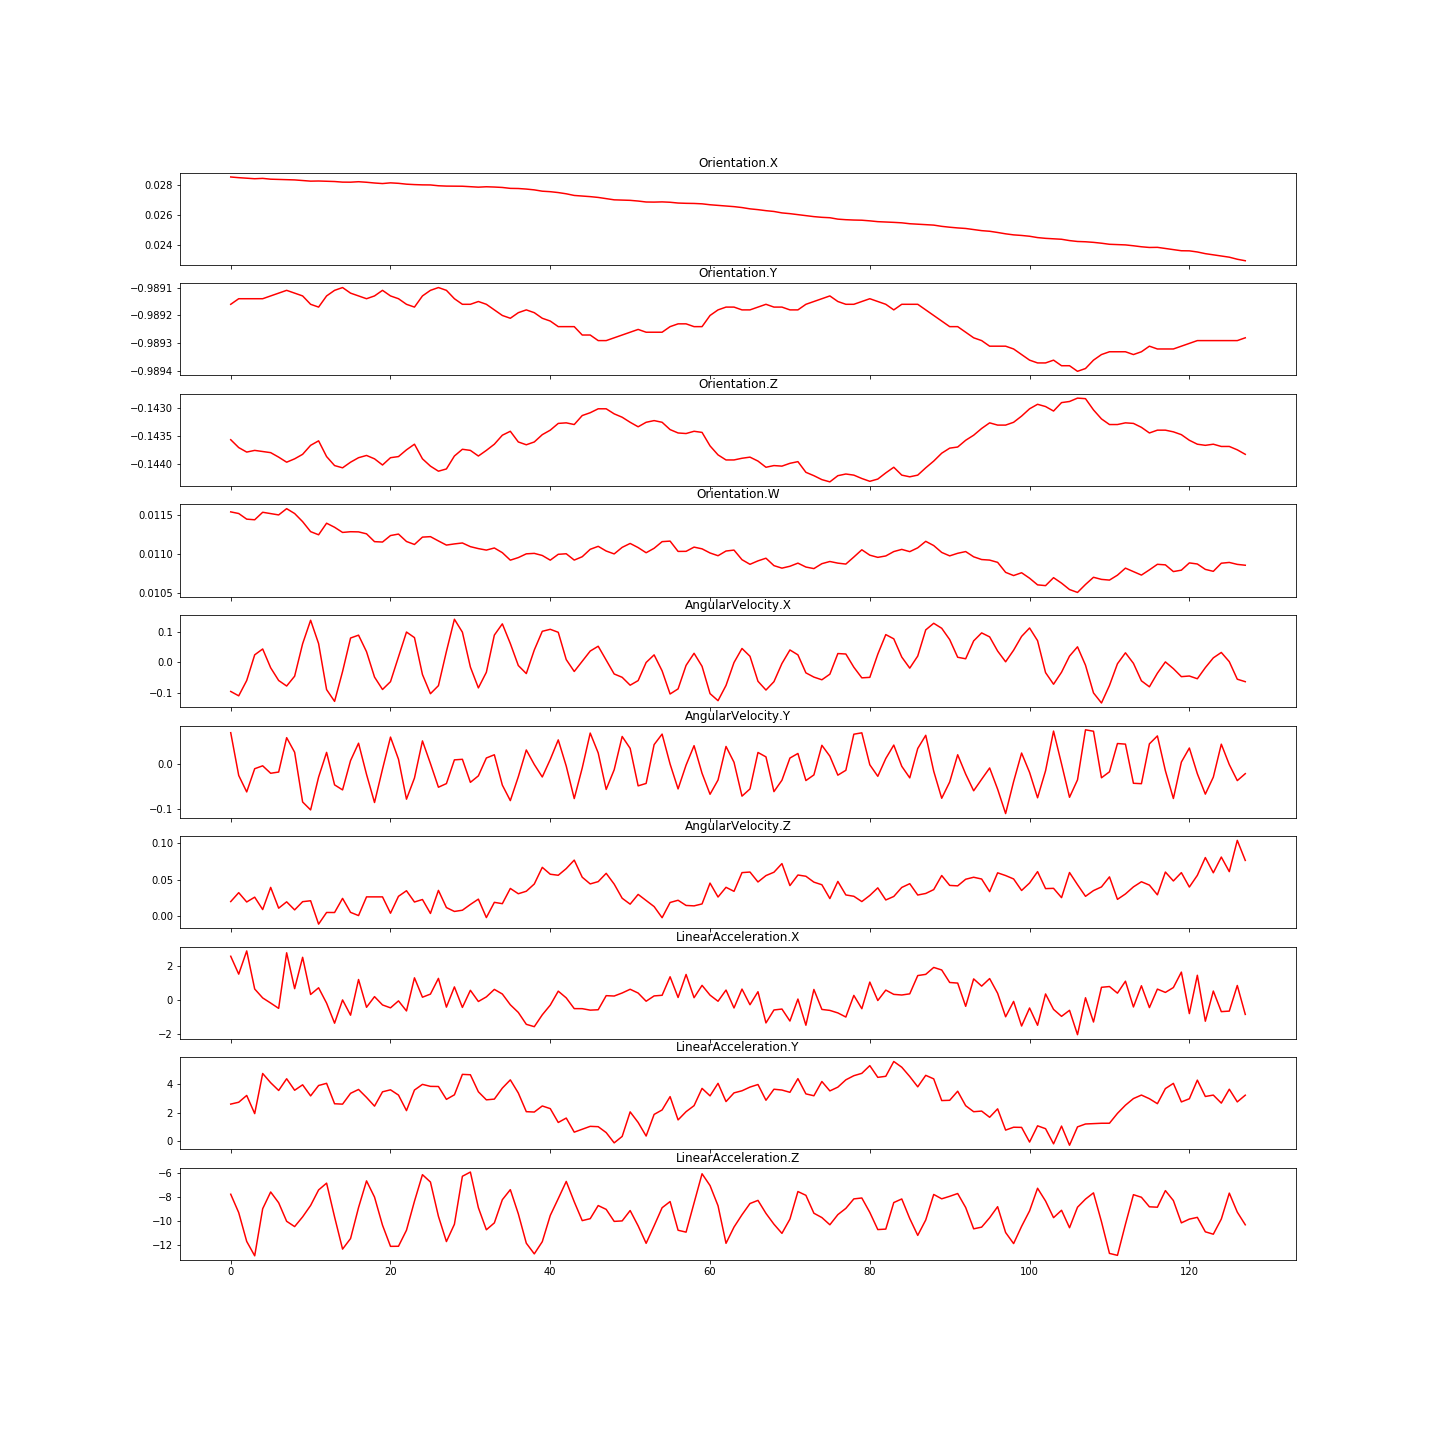 Orientation.X
0.028
0.026
0.024
Orientation.Y
−0.9891
−0.9892
−0.9893
−0.9894
Orientation.Z
−0.1430
−0.1435
−0.1440
Orientation.W
0.0115
0.0110
0.0105
AngularVelocity.X
0.1
0.0
−0.1
AngularVelocity.Y
0.0
−0.1
AngularVelocity.Z
0.10
0.05
0.00
LinearAcceleration.X
2
0
−2
LinearAcceleration.Y
4
2
0
LinearAcceleration.Z
−6
−8
−10
−12
0 20 40 60 80 100 120